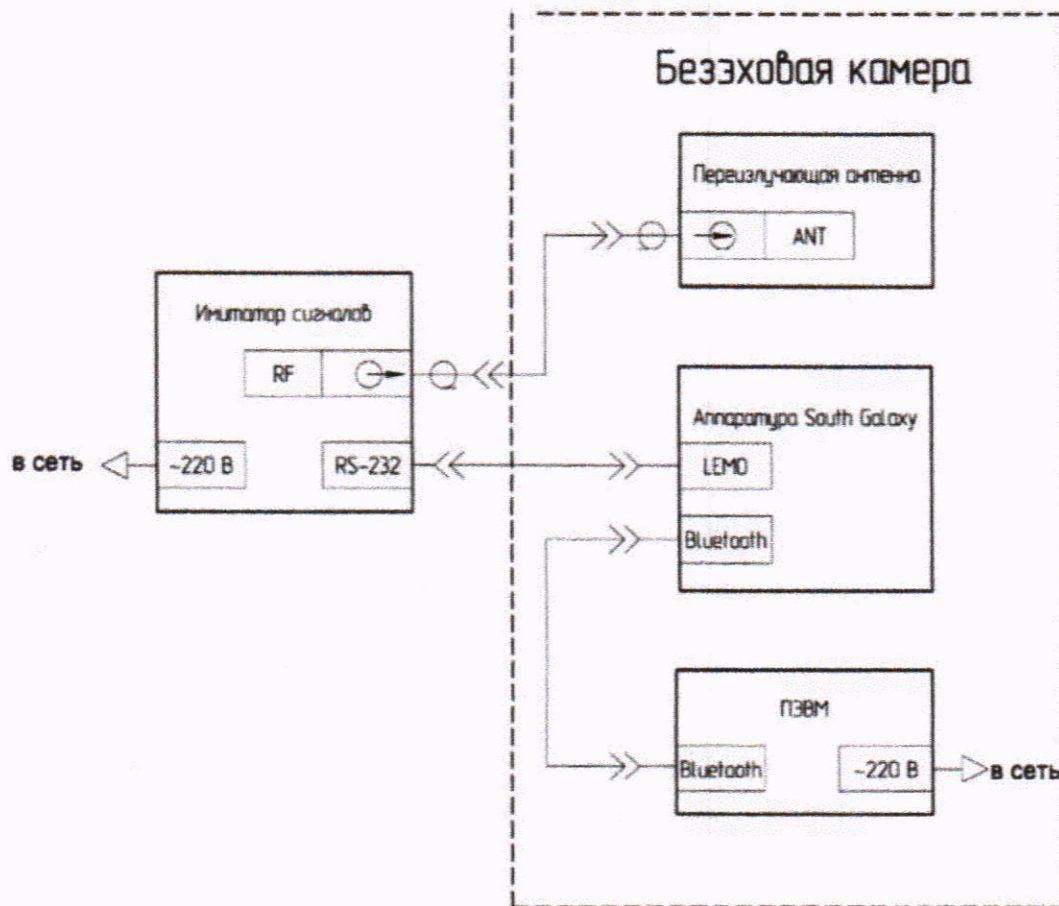 Безэховая камера
Переизлучающая антенна
ANT
Имитатор сигналов
RF
в сеть
~220 В
RS-232
Аппаратура South Galaxy
LEMO
Bluetooth
ПЭВМ
Bluetooth
~220 В
в сеть